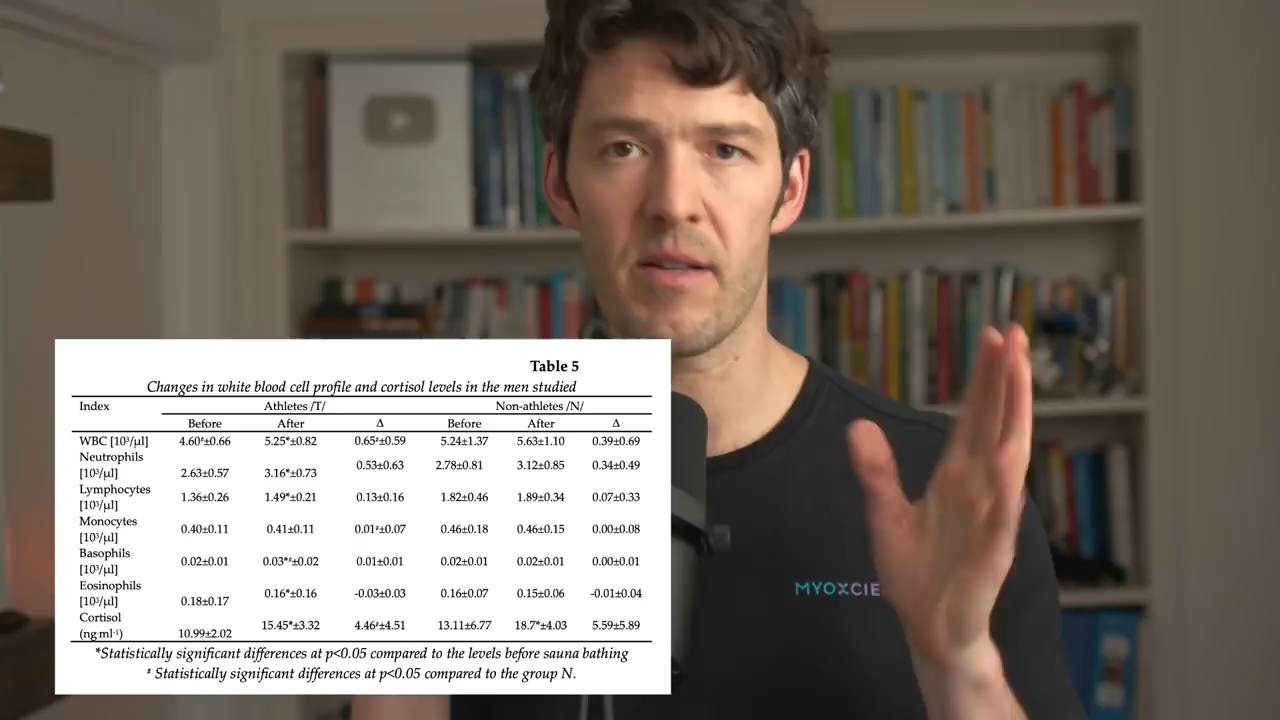 Table 5
Changes in white blood cell profile and cortisol levels in the men studied
Index Athletes /T/ Non-athletes /N/
Before After Δ Before After Δ
WBC [10³/μl] 4.60ᶻ±0.66 5.25*±0.82 0.65ᶻ±0.59 5.24±1.37 5.63±1.10 0.39±0.69
Neutrophils
[10³/μl] 2.63±0.57 3.16*±0.73 0.53±0.63 2.78±0.81 3.12±0.85 0.34±0.49
Lymphocytes
[10³/μl] 1.36±0.26 1.49*±0.21 0.13±0.16 1.82±0.46 1.89±0.34 0.07±0.33
Monocytes
[10³/μl] 0.40±0.11 0.41±0.11 0.01ᶻ±0.07 0.46±0.18 0.46±0.15 0.00±0.08
Basophils
[10³/μl] 0.02±0.01 0.03*ᶻ±0.02 0.01±0.01 0.02±0.01 0.02±0.01 0.00±0.01
Eosinophils
[10³/μl] 0.18±0.17 0.16*±0.16 -0.03±0.03 0.16±0.07 0.15±0.06 -0.01±0.04
Cortisol
(ng·ml⁻¹) 10.99±2.02 15.45*±3.32 4.46ᶻ±4.51 13.11±6.77 18.7*±4.03 5.59±5.89
*Statistically significant differences at p<0.05 compared to the levels before sauna bathing
ᶻ Statistically significant differences at p<0.05 compared to the group N.
MYOXCIE